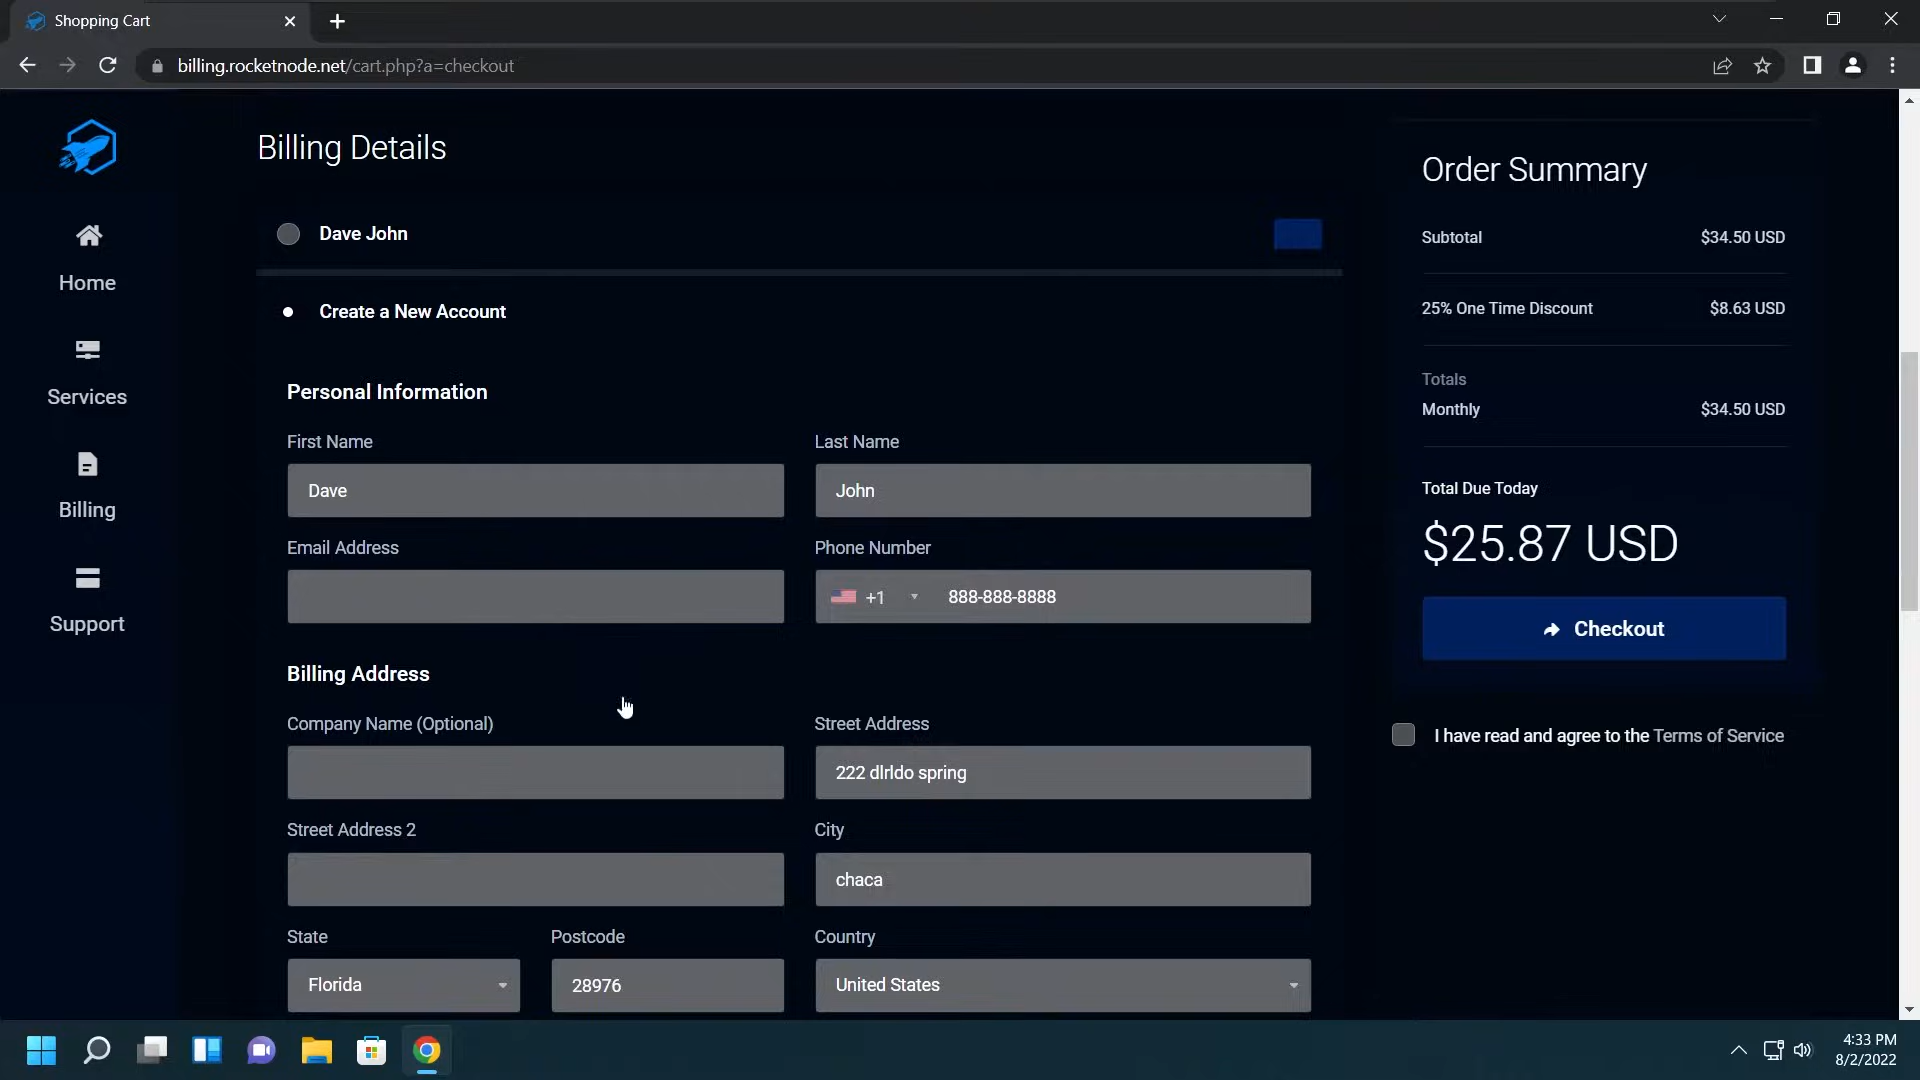 Shopping Cart
billing.rocketnode.net/cart.php?a=checkout
Home
Services
Billing
Support
Billing Details
Dave John
Create a New Account
Personal Information
First Name
Last Name
Dave
John
Email Address
Phone Number
+1
888-888-8888
Billing Address
Company Name (Optional)
Street Address
222 dlrldo spring
Street Address 2
City
chaca
State
Postcode
Country
Florida
28976
United States
Order Summary
Subtotal $34.50 USD
25% One Time Discount $8.63 USD
Totals
Monthly $34.50 USD
Total Due Today
$25.87 USD
Checkout
I have read and agree to the Terms of Service
4:33 PM
8/2/2022